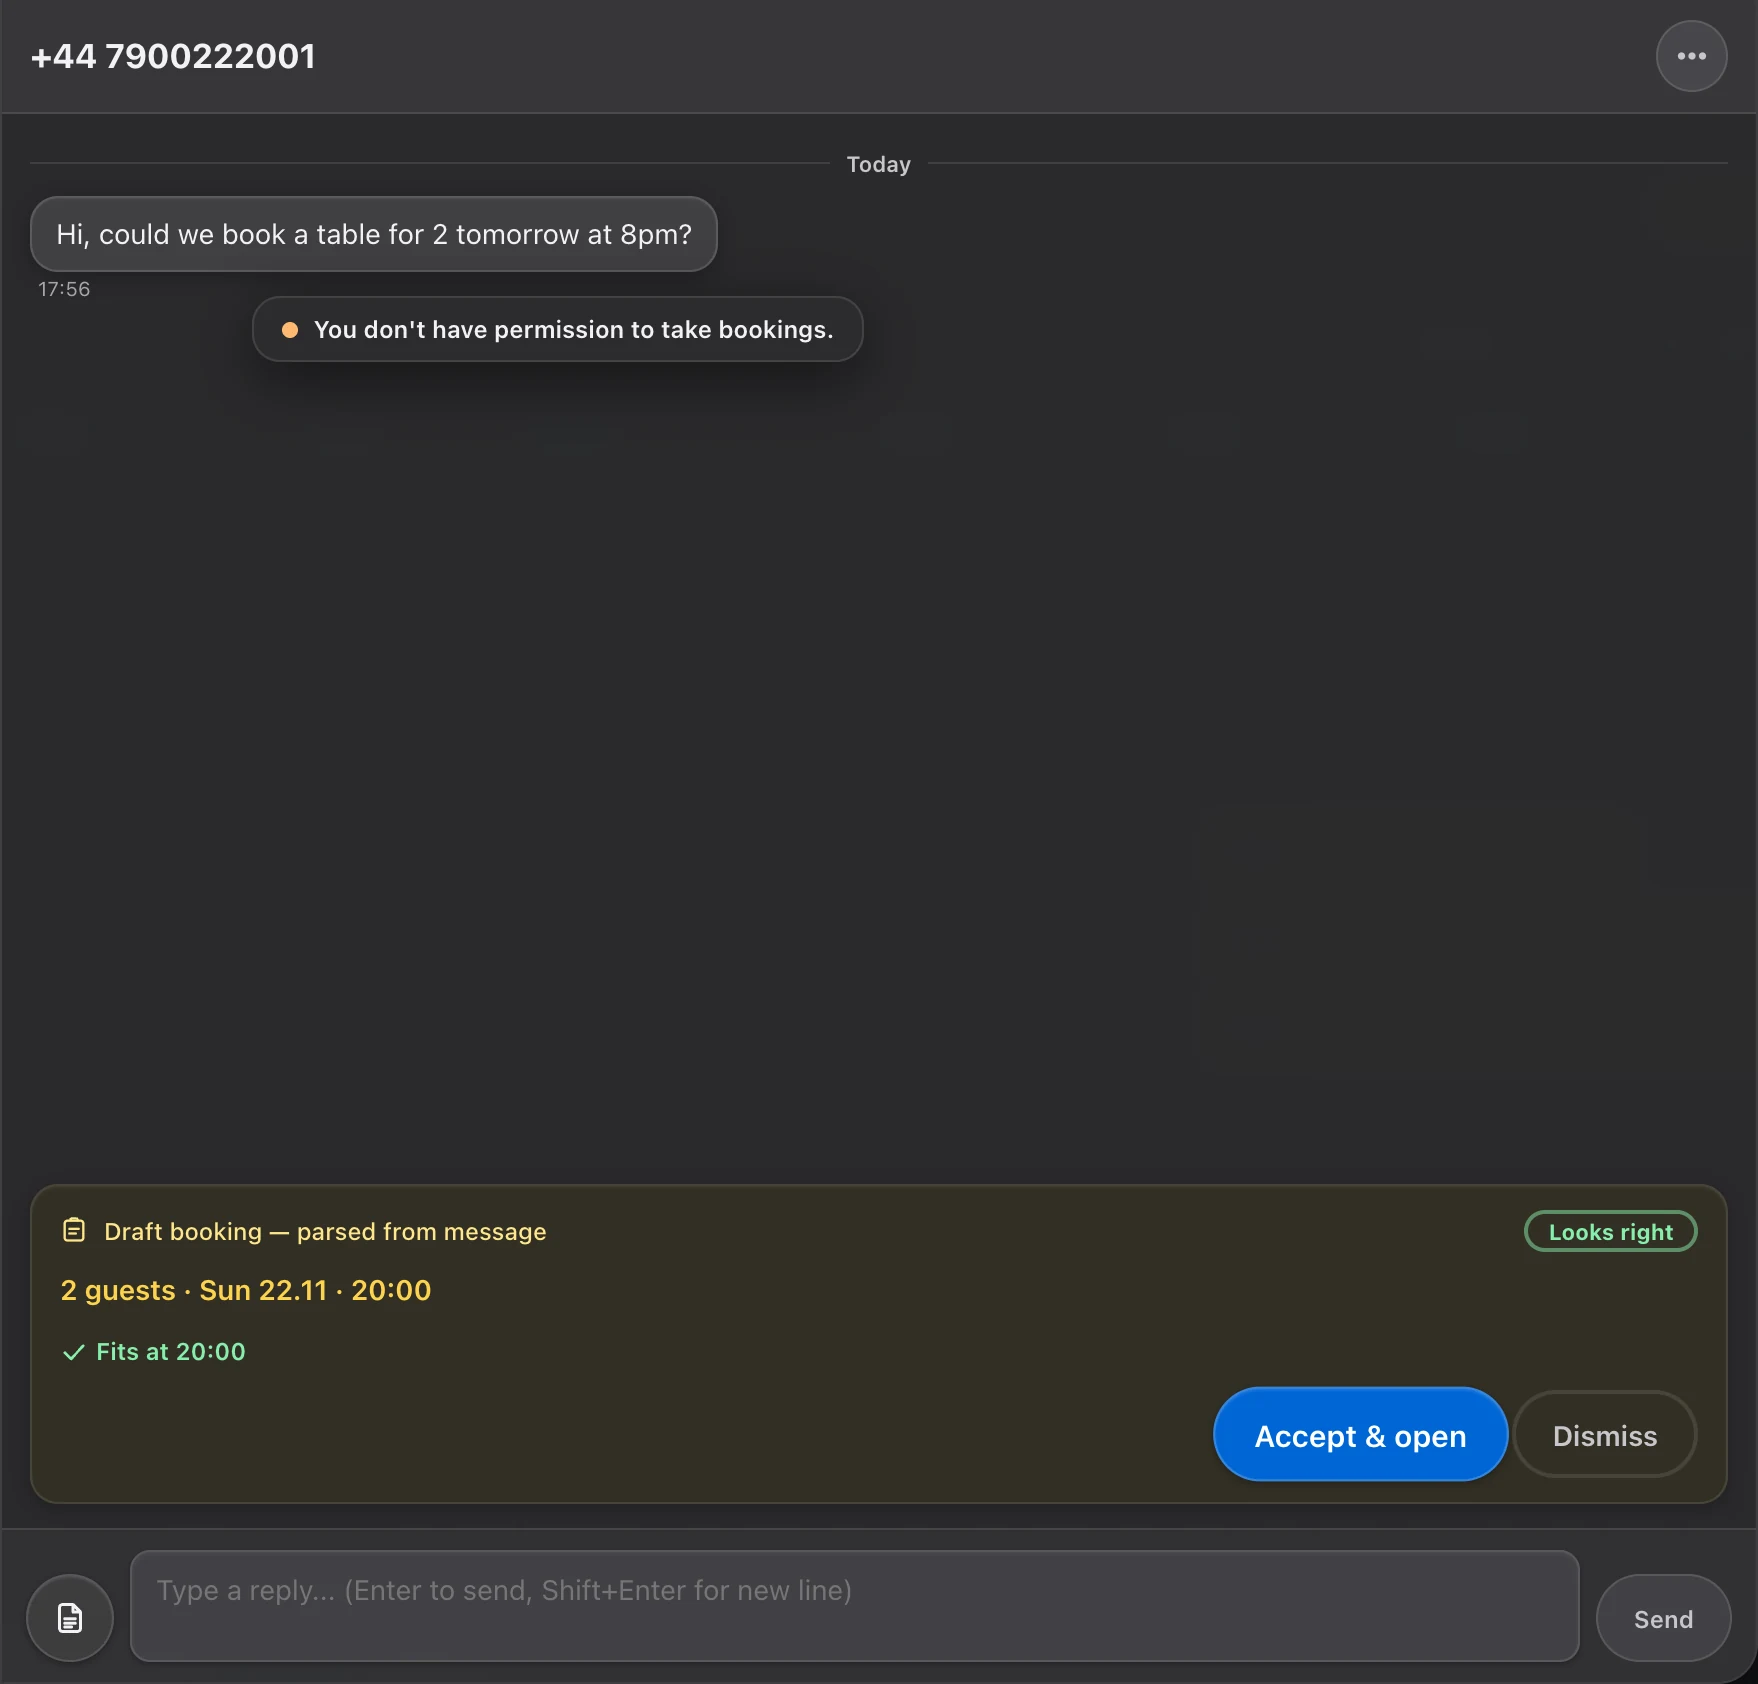 +44 7900222001
Today
Hi, could we book a table for 2 tomorrow at 8pm?
17:56
You don't have permission to take bookings.
Draft booking — parsed from message
Looks right
2 guests · Sun 22.11 · 20:00
Fits at 20:00
Accept & open
Dismiss
Type a reply... (Enter to send, Shift+Enter for new line)
Send